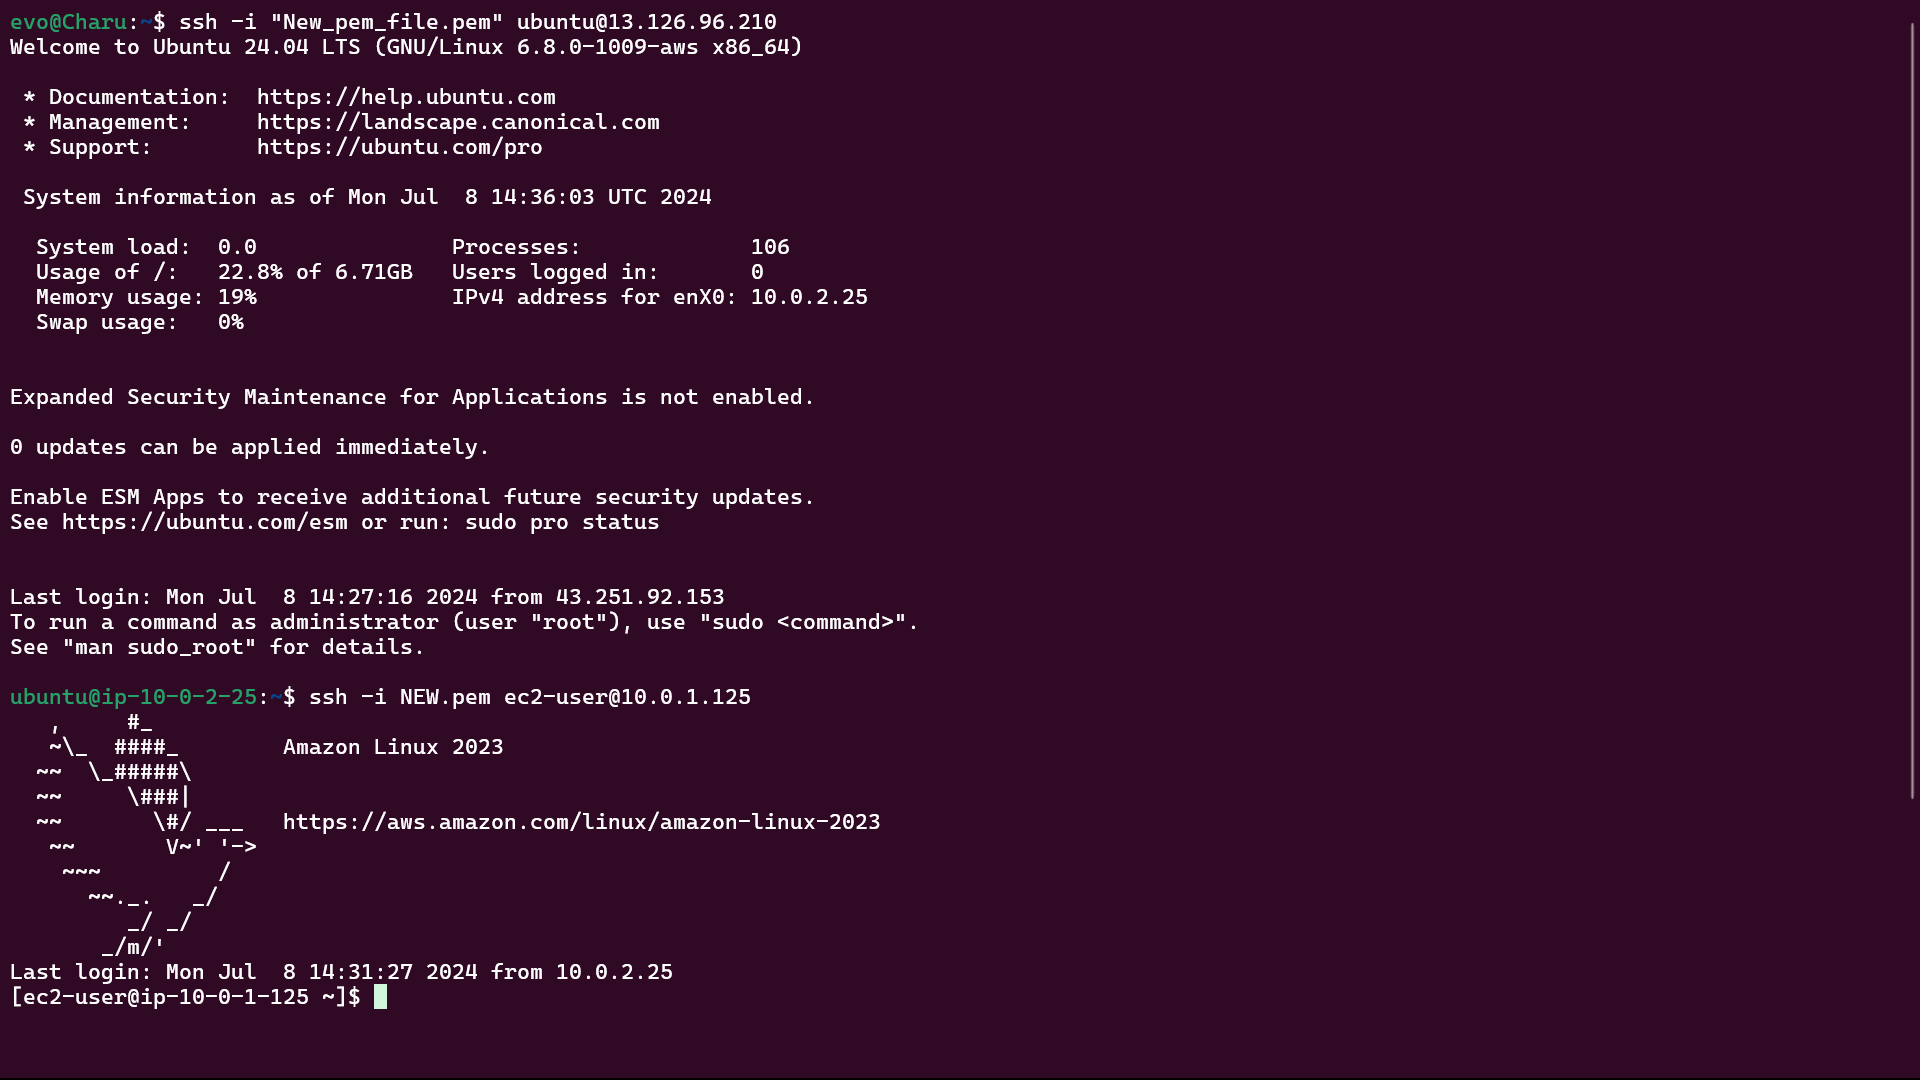 evo@Charu:~$ ssh -i "New_pem_file.pem" ubuntu@13.126.96.210
Welcome to Ubuntu 24.04 LTS (GNU/Linux 6.8.0-1009-aws x86_64)

 * Documentation:  https://help.ubuntu.com
 * Management:     https://landscape.canonical.com
 * Support:        https://ubuntu.com/pro

 System information as of Mon Jul  8 14:36:03 UTC 2024

  System load:  0.0               Processes:             106
  Usage of /:   22.8% of 6.71GB   Users logged in:       0
  Memory usage: 19%               IPv4 address for enX0: 10.0.2.25
  Swap usage:   0%


Expanded Security Maintenance for Applications is not enabled.

0 updates can be applied immediately.

Enable ESM Apps to receive additional future security updates.
See https://ubuntu.com/esm or run: sudo pro status


Last login: Mon Jul  8 14:27:16 2024 from 43.251.92.153
To run a command as administrator (user "root"), use "sudo <command>".
See "man sudo_root" for details.

ubuntu@ip-10-0-2-25:~$ ssh -i NEW.pem ec2-user@10.0.1.125
   ,     #_
   ~\_  ####_        Amazon Linux 2023
  ~~  \_#####\
  ~~     \###|
  ~~       \#/ ___   https://aws.amazon.com/linux/amazon-linux-2023
   ~~       V~' '->
    ~~~         /
      ~~._.   _/
         _/ _/
       _/m/'
Last login: Mon Jul  8 14:31:27 2024 from 10.0.2.25
[ec2-user@ip-10-0-1-125 ~]$